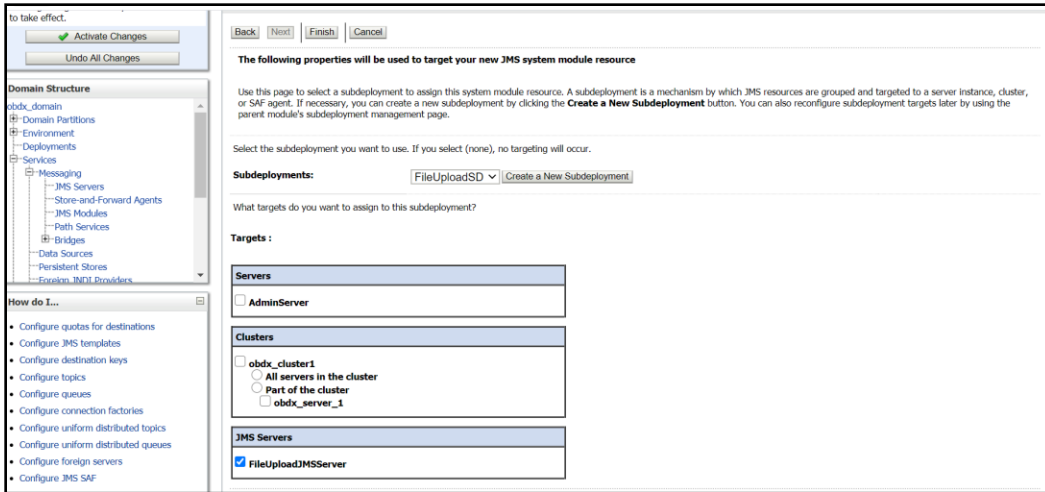 to take effect.
Activate Changes
Undo All Changes
Domain Structure
obdx_domain
Domain Partitions
Environment
Deployments
Services
Messaging
JMS Servers
Store-and-Forward Agents
JMS Modules
Path Services
Bridges
Data Sources
Persistent Stores
Foreign JNDI Providers
How do I...
Configure quotas for destinations
Configure JMS templates
Configure destination keys
Configure topics
Configure queues
Configure connection factories
Configure uniform distributed topics
Configure uniform distributed queues
Configure foreign servers
Configure JMS SAF
Back Next Finish Cancel
The following properties will be used to target your new JMS system module resource
Use this page to select a subdeployment to assign this system module resource. A subdeployment is a mechanism by which JMS resources are grouped and targeted to a server instance, cluster,
or SAF agent. If necessary, you can create a new subdeployment by clicking the Create a New Subdeployment button. You can also reconfigure subdeployment targets later by using the
parent module's subdeployment management page.
Select the subdeployment you want to use. If you select (none), no targeting will occur.
Subdeployments: FileUploadSD Create a New Subdeployment
What targets do you want to assign to this subdeployment?
Targets :
Servers
AdminServer
Clusters
obdx_cluster1
All servers in the cluster
Part of the cluster
obdx_server_1
JMS Servers
FileUploadJMSServer